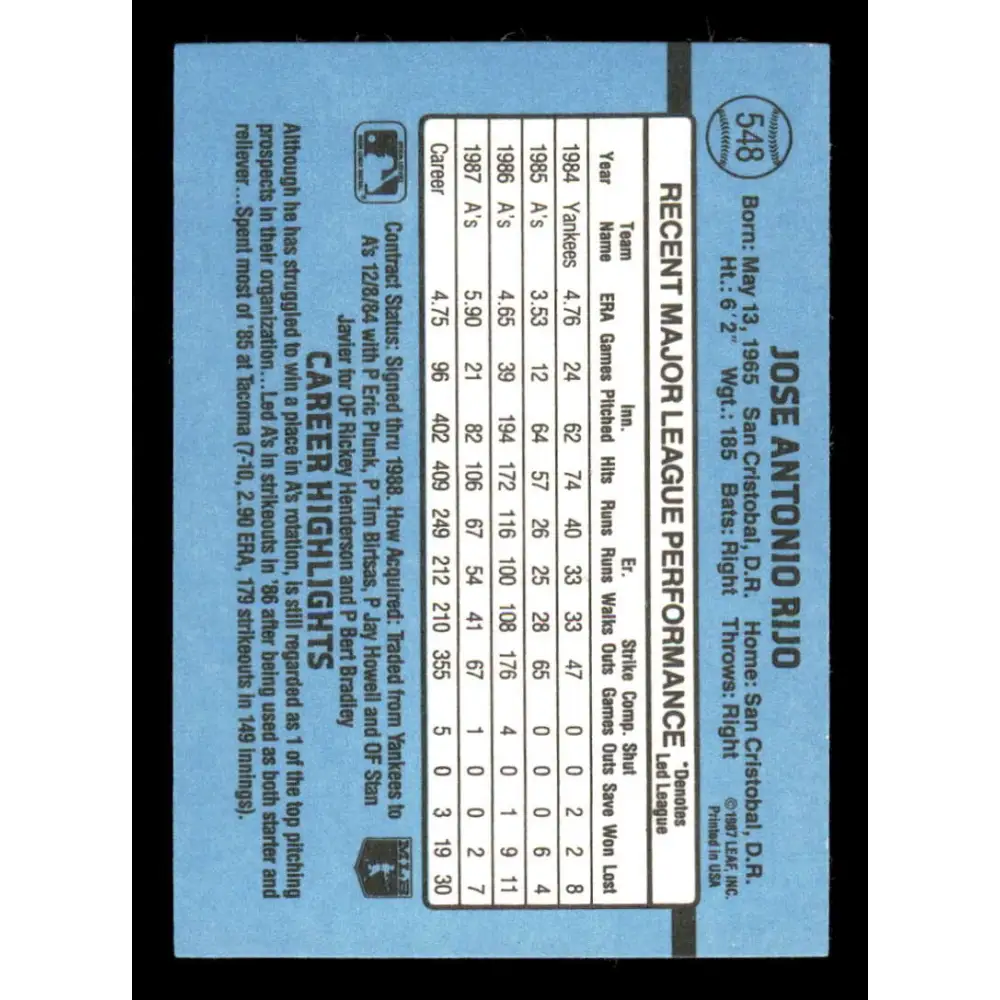 548
JOSE ANTONIO RIJO
Born: May 13, 1965 San Cristobal, D.R. Home: San Cristobal, D.R.
Ht.: 6'2" Wgt.: 185 Bats: Right Throws: Right
©1987 LEAF, INC.
Printed in USA
RECENT MAJOR LEAGUE PERFORMANCE *Denotes Led League
Year Team Name ERA Games Inn. Pitched Hits Runs Er. Runs Walks Strike Outs Comp. Games Shut Outs Save Won Lost
1984 Yankees 4.76 24 62 74 40 33 33 47 0 0 2 2 8
1985 A's 3.53 12 64 57 26 25 28 65 0 0 0 6 4
1986 A's 4.65 39 194 172 116 100 108 176 4 0 1 9 11
1987 A's 5.90 21 82 106 67 54 41 67 1 0 0 2 7
Career 4.75 96 402 409 249 212 210 355 5 0 3 19 30
Contract Status: Signed thru 1988. How Acquired: Traded from Yankees to
A's 12/8/84 with P Eric Plunk, P Tim Birtsas, P Jay Howell and OF Stan
Javier for OF Rickey Henderson and P Bert Bradley
MLB
CAREER HIGHLIGHTS
Although he has struggled to win a place in A's rotation, is still regarded as 1 of the top pitching
prospects in their organization...Led A's in strikeouts in '86 after being used as both starter and
reliever...Spent most of '85 at Tacoma (7-10, 2.90 ERA, 179 strikeouts in 149 innings).